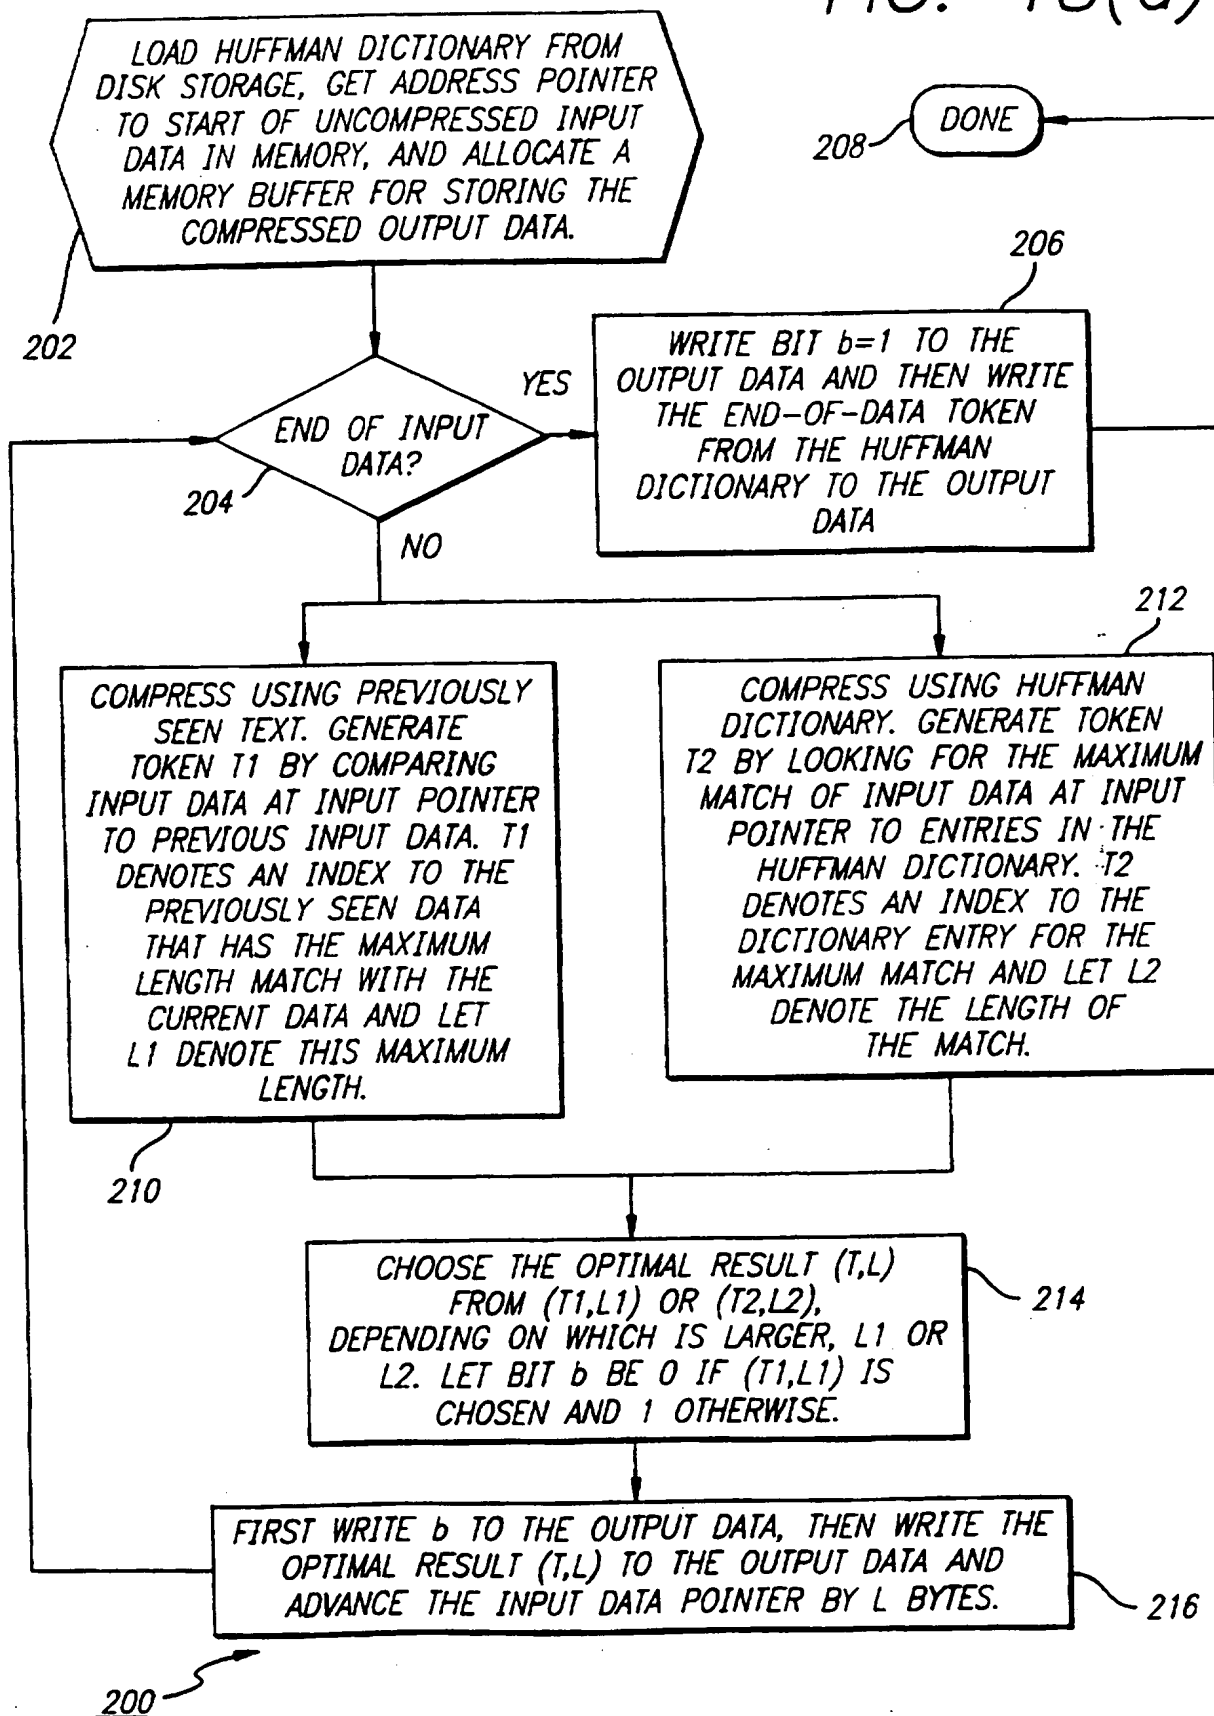 LOAD HUFFMAN DICTIONARY FROM
DISK STORAGE, GET ADDRESS POINTER
TO START OF UNCOMPRESSED INPUT
DATA IN MEMORY, AND ALLOCATE A
MEMORY BUFFER FOR STORING THE
COMPRESSED OUTPUT DATA.
202
208
DONE
206
WRITE BIT b=1 TO THE
OUTPUT DATA AND THEN WRITE
THE END-OF-DATA TOKEN
FROM THE HUFFMAN
DICTIONARY TO THE OUTPUT
DATA
YES
END OF INPUT
DATA?
204
NO
COMPRESS USING PREVIOUSLY
SEEN TEXT. GENERATE
TOKEN T1 BY COMPARING
INPUT DATA AT INPUT POINTER
TO PREVIOUS INPUT DATA. T1
DENOTES AN INDEX TO THE
PREVIOUSLY SEEN DATA
THAT HAS THE MAXIMUM
LENGTH MATCH WITH THE
CURRENT DATA AND LET
L1 DENOTE THIS MAXIMUM
LENGTH.
210
212
COMPRESS USING HUFFMAN
DICTIONARY. GENERATE TOKEN
T2 BY LOOKING FOR THE MAXIMUM
MATCH OF INPUT DATA AT INPUT
POINTER TO ENTRIES IN THE
HUFFMAN DICTIONARY. T2
DENOTES AN INDEX TO THE
DICTIONARY ENTRY FOR THE
MAXIMUM MATCH AND LET L2
DENOTE THE LENGTH OF
THE MATCH.
CHOOSE THE OPTIMAL RESULT (T,L)
FROM (T1,L1) OR (T2,L2),
DEPENDING ON WHICH IS LARGER, L1 OR
L2. LET BIT b BE 0 IF (T1,L1) IS
CHOSEN AND 1 OTHERWISE.
214
FIRST WRITE b TO THE OUTPUT DATA, THEN WRITE THE
OPTIMAL RESULT (T,L) TO THE OUTPUT DATA AND
ADVANCE THE INPUT DATA POINTER BY L BYTES.
216
200